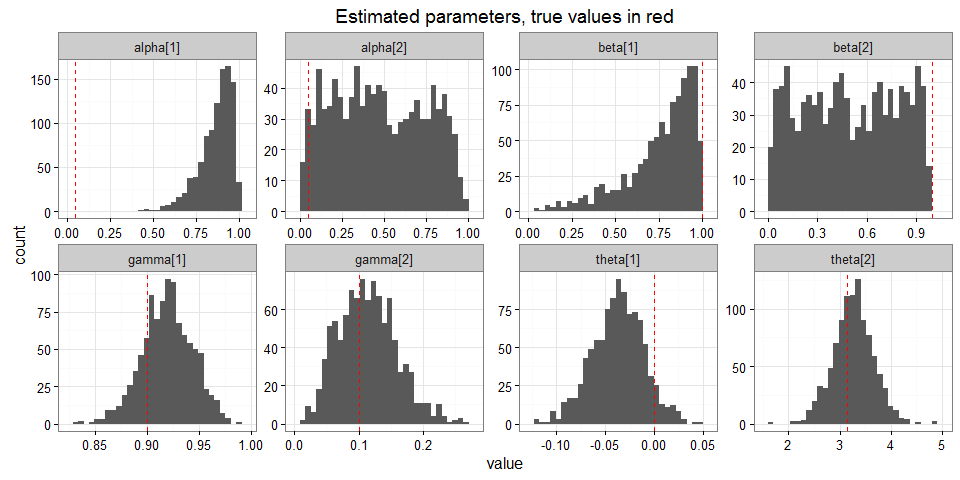 Estimated parameters, true values in red
alpha[1] alpha[2] beta[1] beta[2]
150 100 50 0
40 30 20 10 0
100 75 50 25 0
40 30 20 10 0
0.00 0.25 0.50 0.75 1.00
0.00 0.25 0.50 0.75 1.00
0.00 0.25 0.50 0.75 1.00
0.0 0.3 0.6 0.9
count
gamma[1] gamma[2] theta[1] theta[2]
100 75 50 25 0
60 40 20 0
75 50 25 0
100 50 0
0.85 0.90 0.95 1.00
0.0 0.1 0.2
-0.10 -0.05 0.00 0.05
2 3 4 5
value